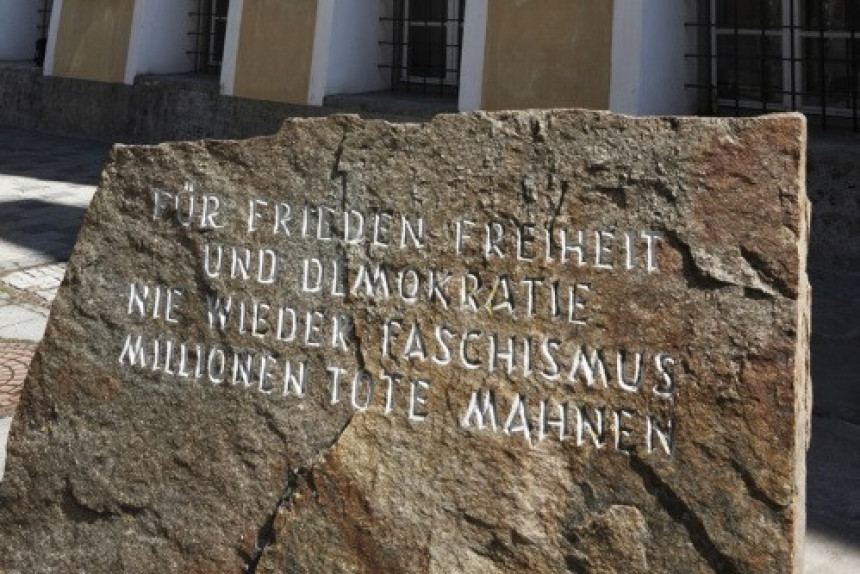 FÜR FRIEDEN FREIHEIT
UND DEMOKRATIE
NIE WIEDER FASCHISMUS
MILLIONEN TOTE MAHNEN